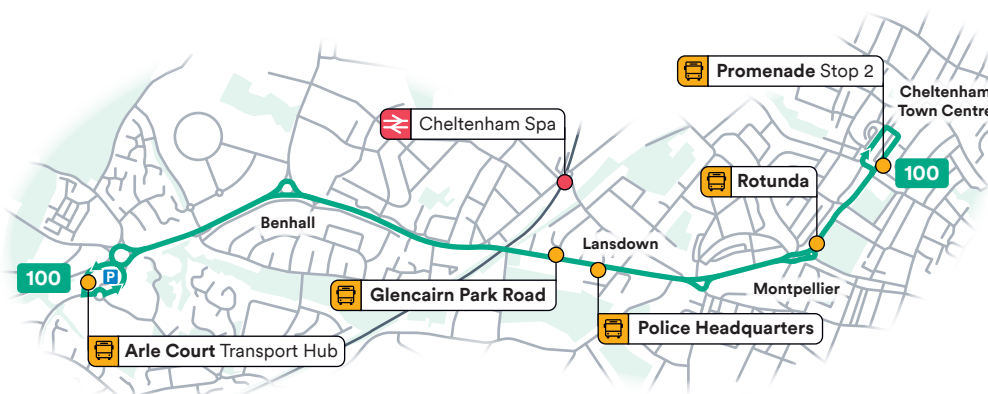 Promenade Stop 2
Cheltenham
Town Centre
Cheltenham Spa
100
Rotunda
Benhall
Lansdown
100
P
Glencairn Park Road
Montpellier
Police Headquarters
Arle Court Transport Hub